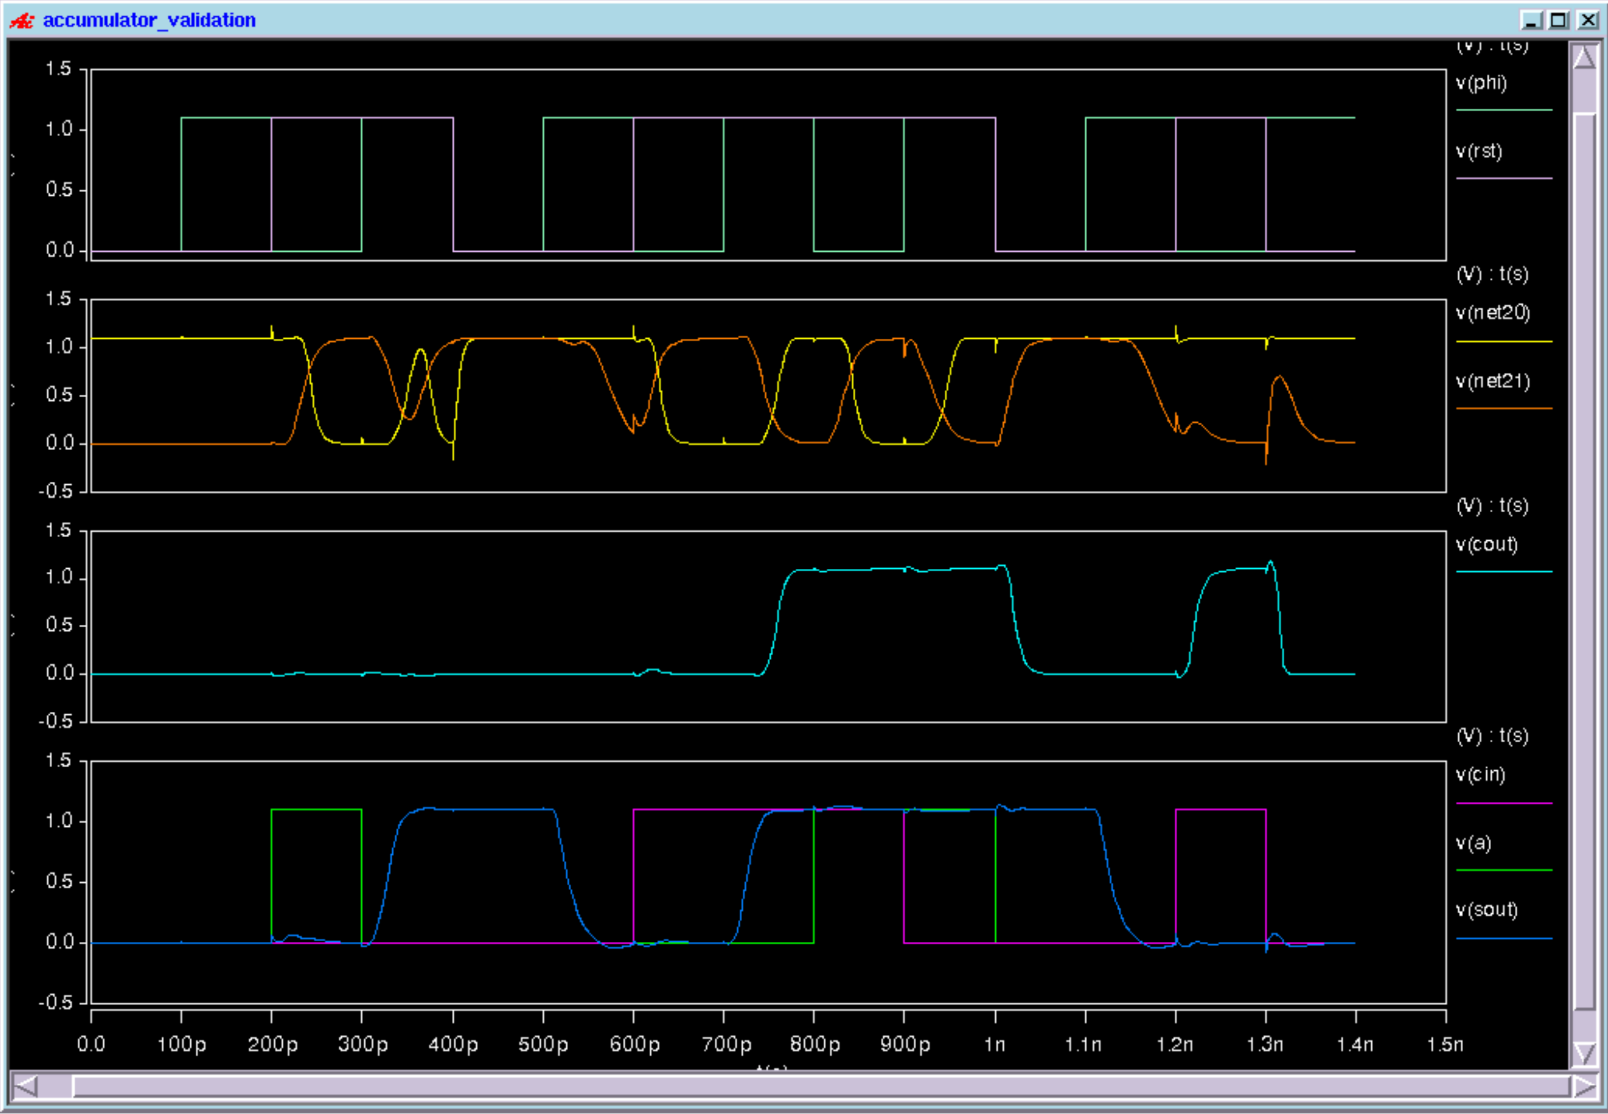 accumulator_validation
(V) : t(s)
1.5
1.0
0.5
0.0
v(phi)
v(rst)
(V) : t(s)
1.5
1.0
0.5
0.0
-0.5
v(net20)
v(net21)
(V) : t(s)
1.5
1.0
0.5
0.0
-0.5
v(cout)
(V) : t(s)
1.5
1.0
0.5
0.0
-0.5
v(cin)
v(a)
v(sout)
0.0 100p 200p 300p 400p 500p 600p 700p 800p 900p 1n 1.1n 1.2n 1.3n 1.4n 1.5n
t(s)